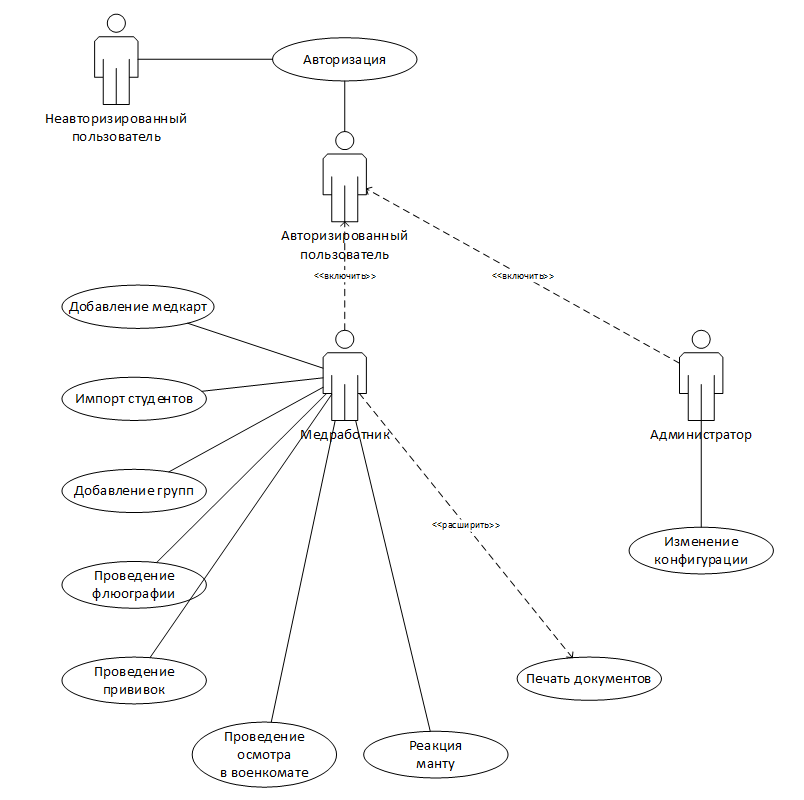 Авторизация
Неавторизированный
пользователь
Авторизированный
пользователь
<<включить>>
<<включить>>
Добавление медкарт
Импорт студентов
Медработник
Администратор
Добавление групп
<<расширить>>
Изменение
конфигурации
Проведение
флюографии
Проведение
прививок
Печать документов
Проведение
осмотра
в военкомате
Реакция
манту